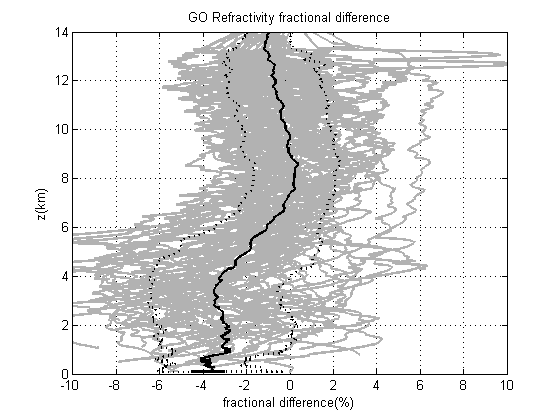 GO Refractivity fractional difference
14
12
10
8
6
4
2
0
z(km)
-10 -8 -6 -4 -2 0 2 4 6 8 10
fractional difference(%)